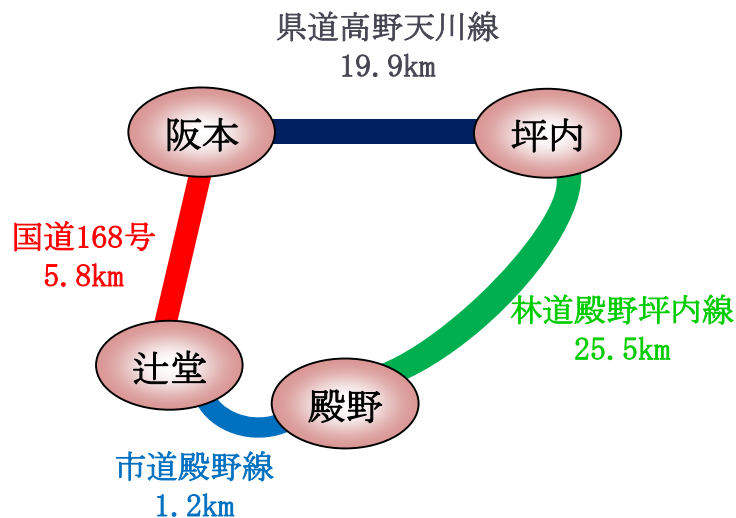 県道高野天川線
19.9km
阪本
坪内
国道168号
5.8km
林道殿野坪内線
25.5km
辻堂
殿野
市道殿野線
1.2km